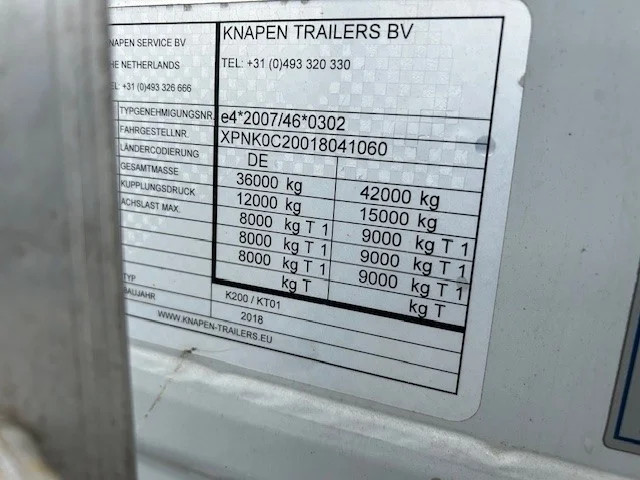 KNAPEN TRAILERS BV
KNAPEN SERVICE BV
TEL: +31 (0)493 320 330
THE NETHERLANDS
TEL: +31 (0)493 326 666
TYPGENEHMIGUNGSNR. e4*2007/46*0302
FAHRGESTELLNR. XPNK0C20018041060
LÄNDERCODIERUNG DE
GESAMTMASSE 36000 kg 42000 kg
KUPPLUNGSDRUCK 12000 kg 15000 kg
ACHSLAST MAX. 8000 kg T 1 9000 kg T 1
8000 kg T 1 9000 kg T 1
8000 kg T 1 9000 kg T 1
kg T kg T
TYP K200 / KT01
BAUJAHR 2018
WWW.KNAPEN-TRAILERS.EU